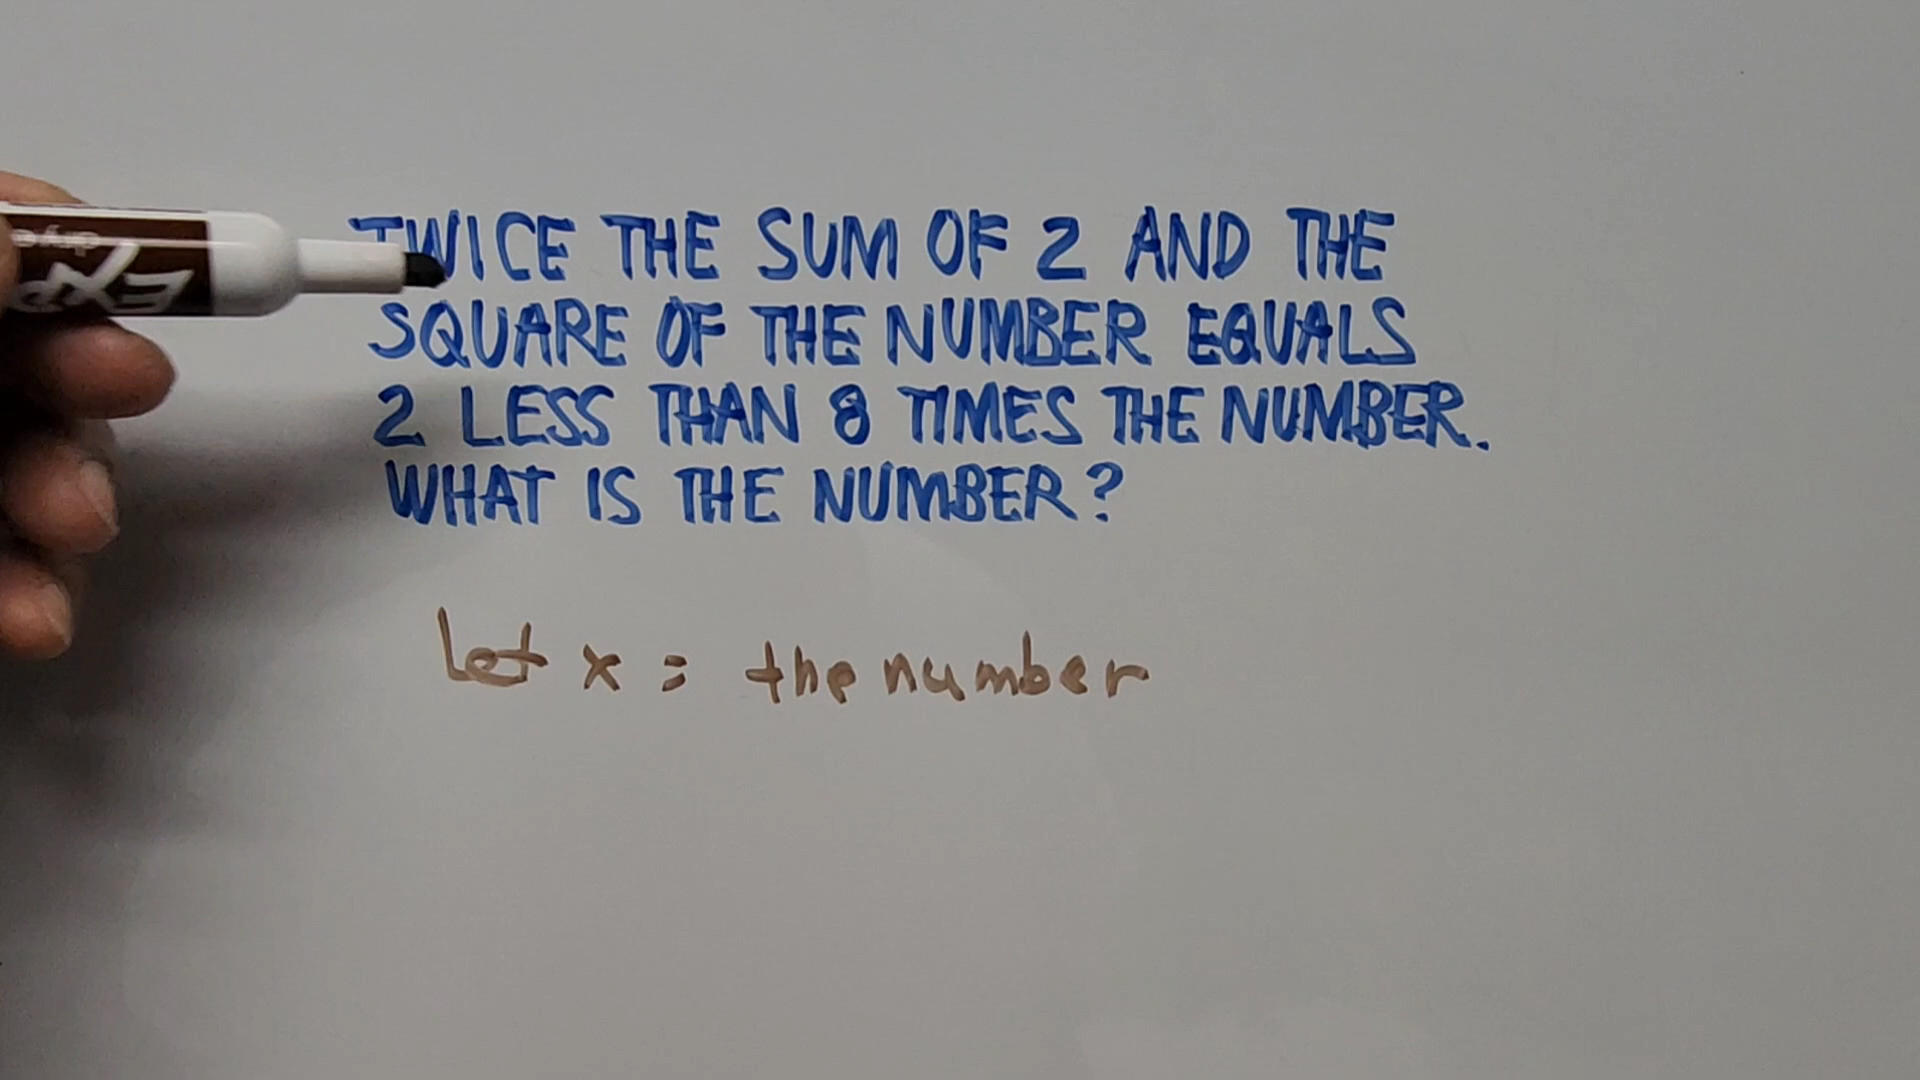 TWICE THE SUM OF 2 AND THE
SQUARE OF THE NUMBER EQUALS
2 LESS THAN 8 TIMES THE NUMBER.
WHAT IS THE NUMBER?
Let x = the number